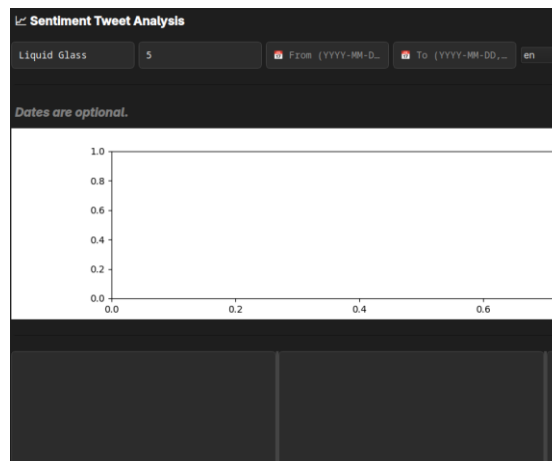 📈 Sentiment Tweet Analysis
Liquid Glass 5 📅 From (YYYY-MM-D… 📅 To (YYYY-MM-DD,… en
Dates are optional.
1.0
0.8
0.6
0.4
0.2
0.0
0.0 0.2 0.4 0.6